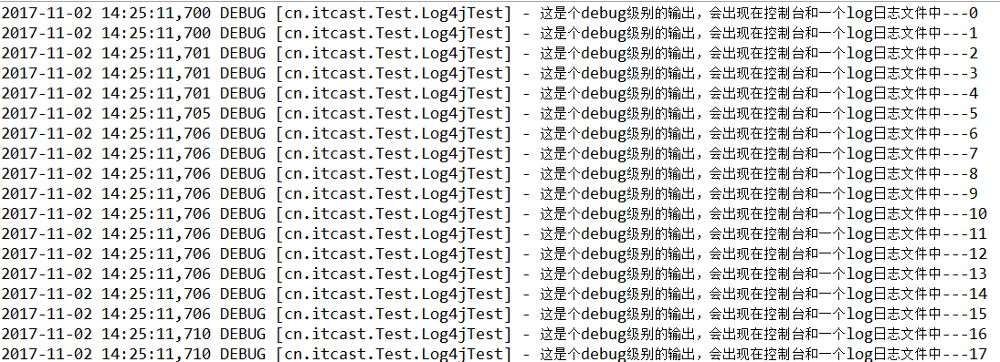 2017-11-02 14:25:11,700 DEBUG [cn.itcast.Test.Log4jTest] - 这是个debug级别的输出，会出现在控制台和一个log日志文件中---0
2017-11-02 14:25:11,700 DEBUG [cn.itcast.Test.Log4jTest] - 这是个debug级别的输出，会出现在控制台和一个log日志文件中---1
2017-11-02 14:25:11,701 DEBUG [cn.itcast.Test.Log4jTest] - 这是个debug级别的输出，会出现在控制台和一个log日志文件中---2
2017-11-02 14:25:11,701 DEBUG [cn.itcast.Test.Log4jTest] - 这是个debug级别的输出，会出现在控制台和一个log日志文件中---3
2017-11-02 14:25:11,701 DEBUG [cn.itcast.Test.Log4jTest] - 这是个debug级别的输出，会出现在控制台和一个log日志文件中---4
2017-11-02 14:25:11,705 DEBUG [cn.itcast.Test.Log4jTest] - 这是个debug级别的输出，会出现在控制台和一个log日志文件中---5
2017-11-02 14:25:11,706 DEBUG [cn.itcast.Test.Log4jTest] - 这是个debug级别的输出，会出现在控制台和一个log日志文件中---6
2017-11-02 14:25:11,706 DEBUG [cn.itcast.Test.Log4jTest] - 这是个debug级别的输出，会出现在控制台和一个log日志文件中---7
2017-11-02 14:25:11,706 DEBUG [cn.itcast.Test.Log4jTest] - 这是个debug级别的输出，会出现在控制台和一个log日志文件中---8
2017-11-02 14:25:11,706 DEBUG [cn.itcast.Test.Log4jTest] - 这是个debug级别的输出，会出现在控制台和一个log日志文件中---9
2017-11-02 14:25:11,706 DEBUG [cn.itcast.Test.Log4jTest] - 这是个debug级别的输出，会出现在控制台和一个log日志文件中---10
2017-11-02 14:25:11,706 DEBUG [cn.itcast.Test.Log4jTest] - 这是个debug级别的输出，会出现在控制台和一个log日志文件中---11
2017-11-02 14:25:11,706 DEBUG [cn.itcast.Test.Log4jTest] - 这是个debug级别的输出，会出现在控制台和一个log日志文件中---12
2017-11-02 14:25:11,706 DEBUG [cn.itcast.Test.Log4jTest] - 这是个debug级别的输出，会出现在控制台和一个log日志文件中---13
2017-11-02 14:25:11,706 DEBUG [cn.itcast.Test.Log4jTest] - 这是个debug级别的输出，会出现在控制台和一个log日志文件中---14
2017-11-02 14:25:11,706 DEBUG [cn.itcast.Test.Log4jTest] - 这是个debug级别的输出，会出现在控制台和一个log日志文件中---15
2017-11-02 14:25:11,710 DEBUG [cn.itcast.Test.Log4jTest] - 这是个debug级别的输出，会出现在控制台和一个log日志文件中---16
2017-11-02 14:25:11,710 DEBUG [cn.itcast.Test.Log4jTest] - 这是个debug级别的输出，会出现在控制台和一个log日志文件中---17